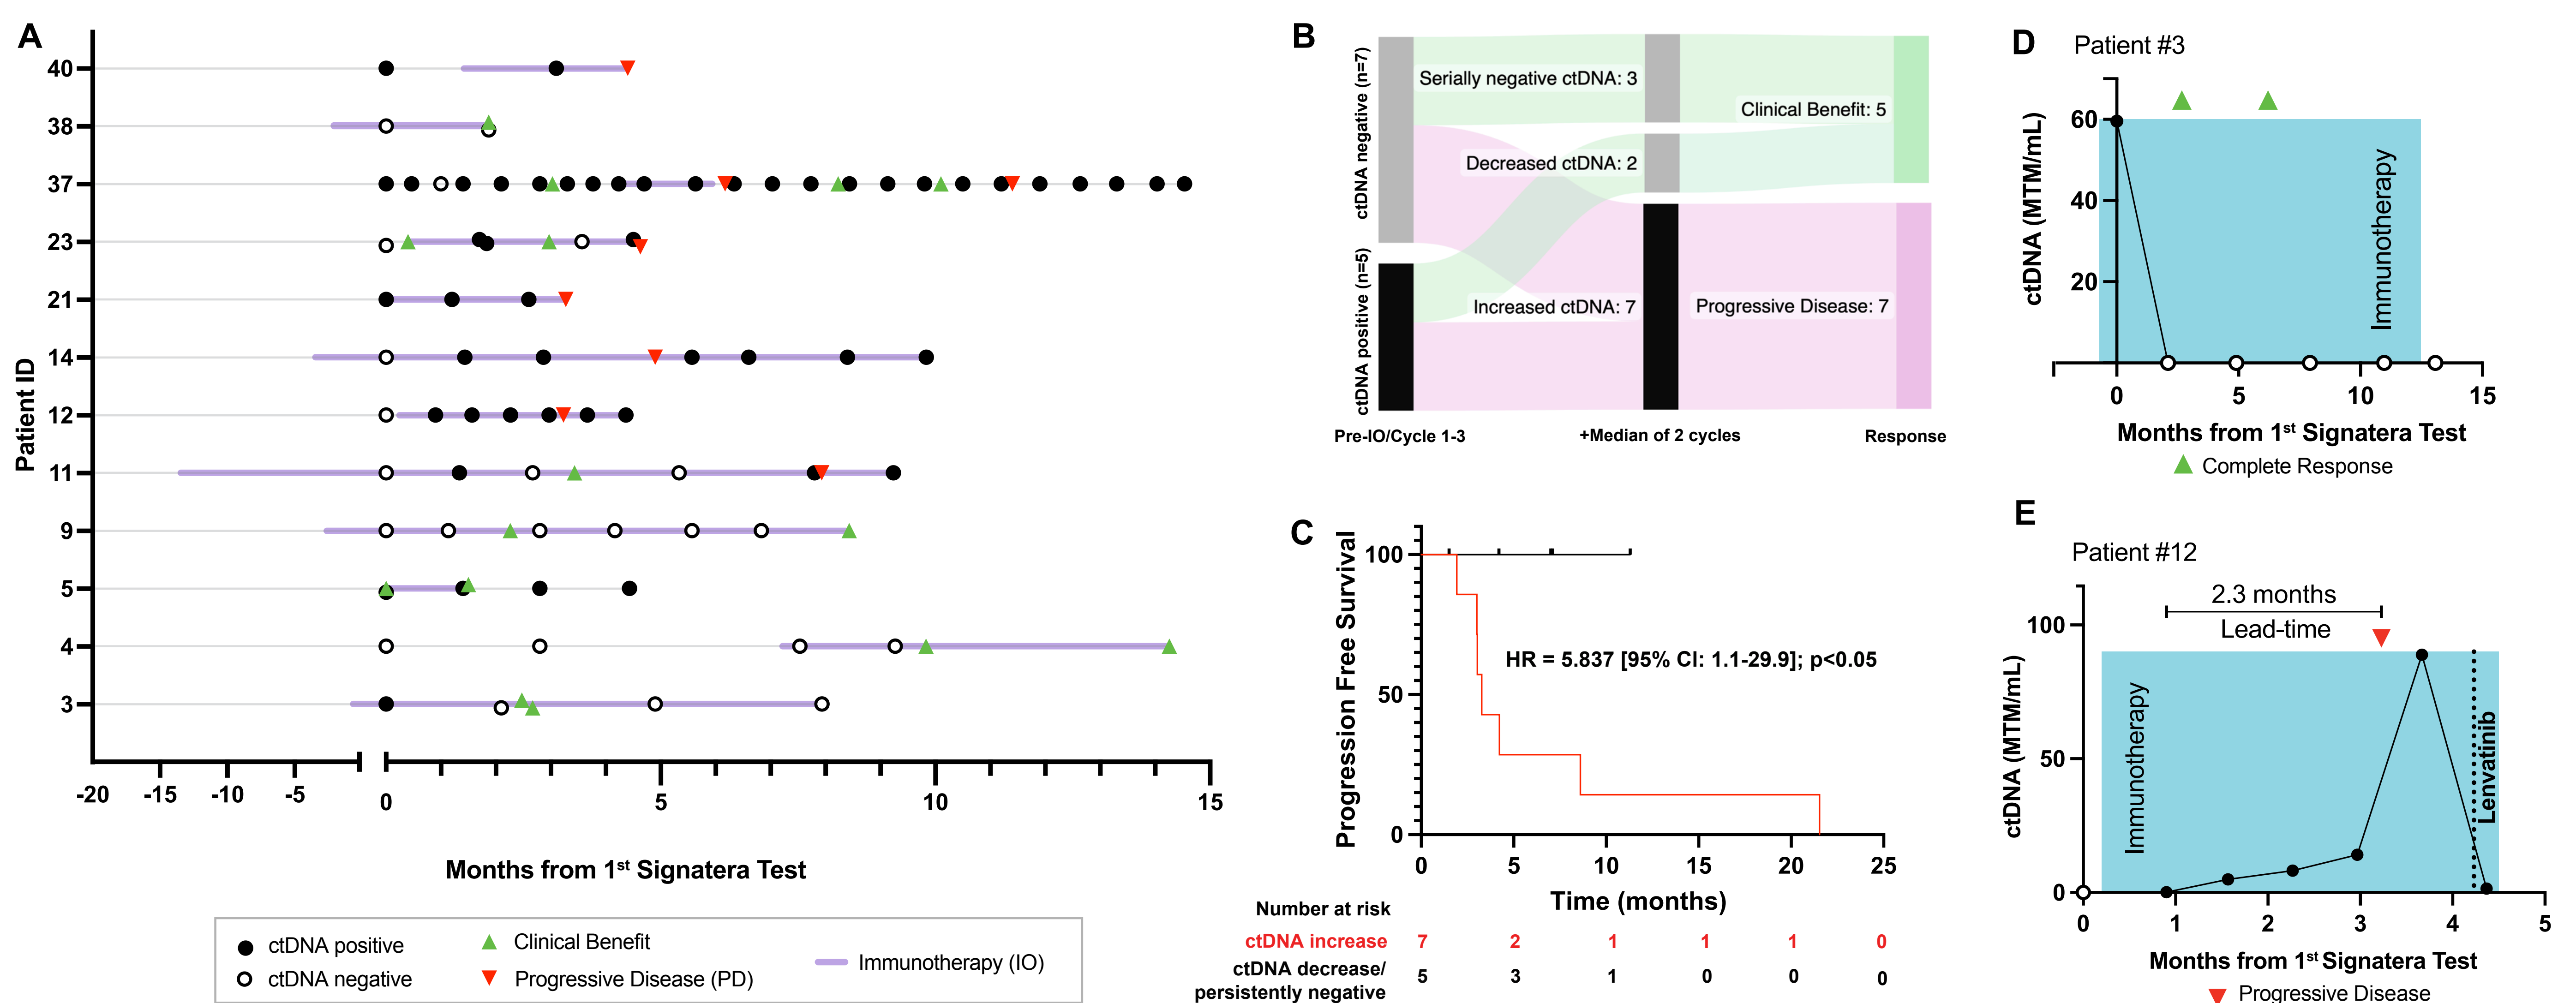 A
40
38
37
23
21
14
12
11
9
5
4
3
Patient ID
-20 -15 -10 -5 0 5 10 15
Months from 1st Signatera Test
ctDNA positive
ctDNA negative
Clinical Benefit
Progressive Disease (PD)
Immunotherapy (IO)
B
ctDNA negative (n=7)
ctDNA positive (n=5)
Serially negative ctDNA: 3
Decreased ctDNA: 2
Increased ctDNA: 7
Clinical Benefit: 5
Progressive Disease: 7
Pre-IO/Cycle 1-3
+Median of 2 cycles
Response
C
Progression Free Survival
100
50
0
HR = 5.837 [95% CI: 1.1-29.9]; p<0.05
0 5 10 15 20 25
Time (months)
Number at risk
ctDNA increase 7 2 1 1 1 0
ctDNA decrease/
persistently negative 5 3 1 0 0 0
D
Patient #3
ctDNA (MTM/mL)
60
40
20
Immunotherapy
0 5 10 15
Months from 1st Signatera Test
Complete Response
E
Patient #12
2.3 months
Lead-time
ctDNA (MTM/mL)
100
50
0
Immunotherapy
Lenvatinib
0 1 2 3 4 5
Months from 1st Signatera Test
Progressive Disease